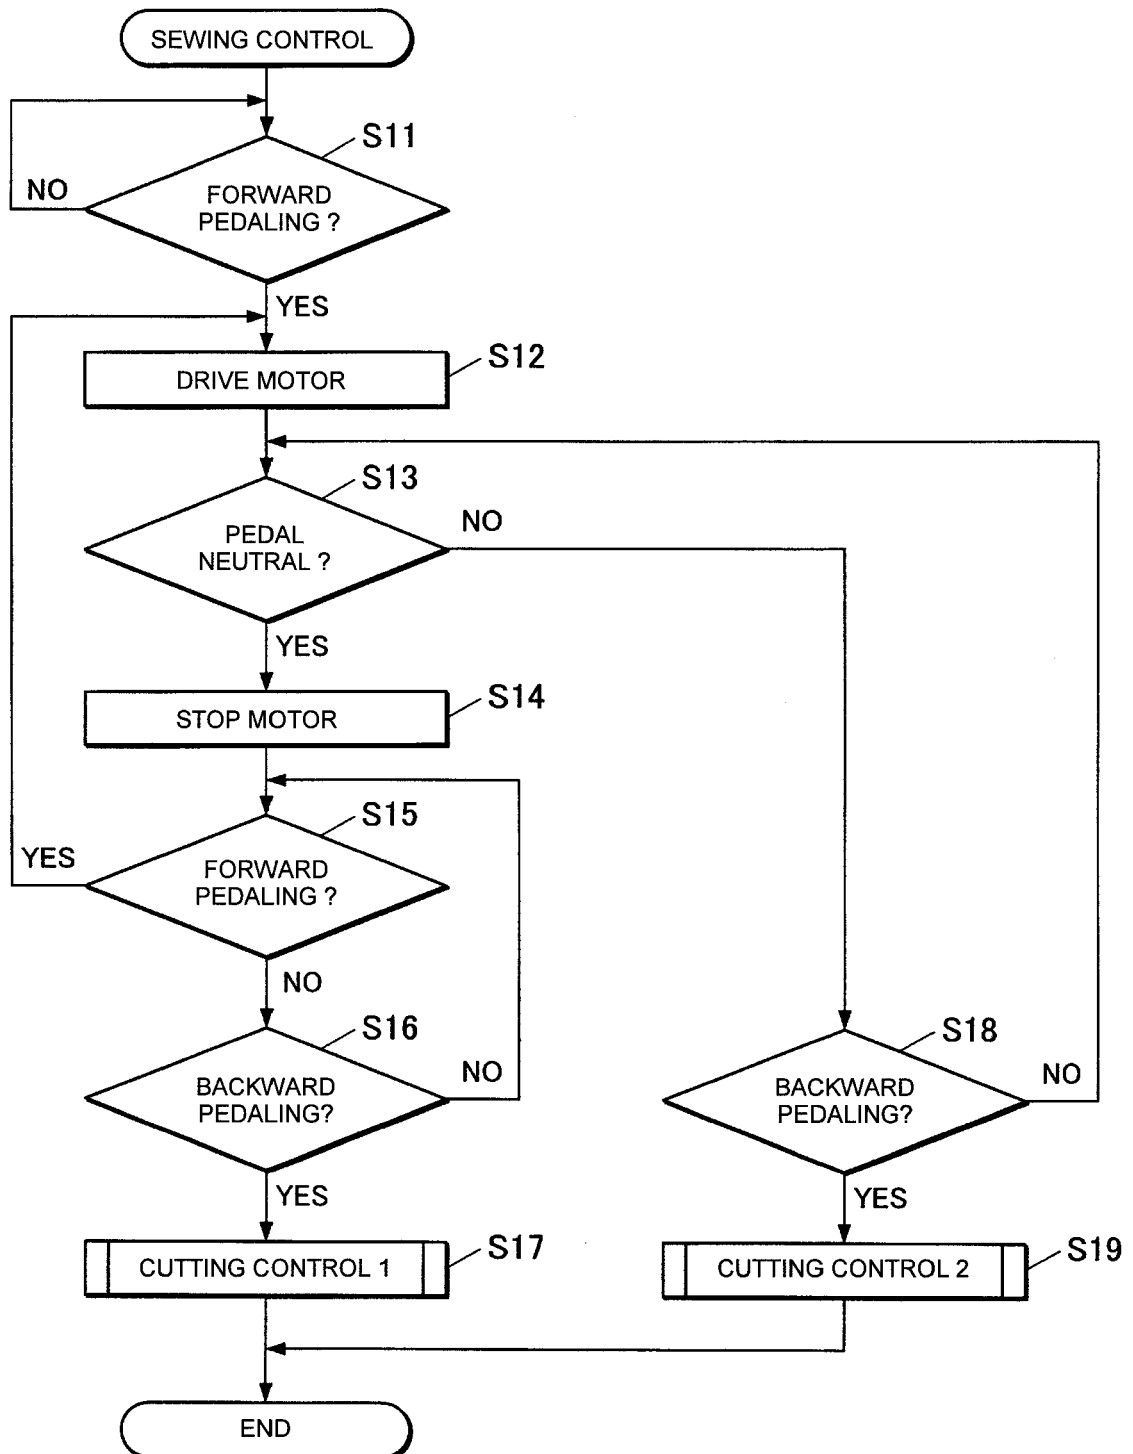 SEWING CONTROL
S11
FORWARD
PEDALING ?
NO
YES
S12
DRIVE MOTOR
S13
PEDAL
NEUTRAL ?
NO
YES
S14
STOP MOTOR
S15
YES
FORWARD
PEDALING ?
NO
S16
BACKWARD
PEDALING?
NO
S18
BACKWARD
PEDALING?
NO
YES
YES
S17
CUTTING CONTROL 1
S19
CUTTING CONTROL 2
END